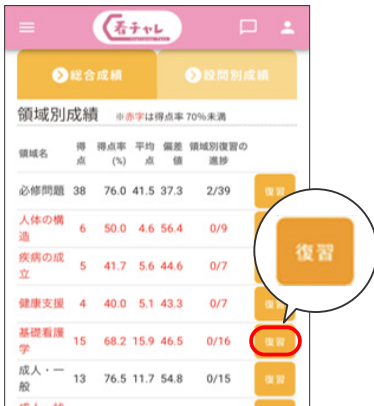 看チャレ
総合成績 設問別成績
領域別成績 ※赤字は得点率70%未満
領域名 得点 得点率(%) 平均点 偏差値 領域別復習の進捗
必修問題 38 76.0 41.5 37.3 2/39 復習
人体の構造 6 50.0 4.6 56.4 0/9
疾病の成立 5 41.7 5.6 44.6 0/7
復習
健康支援 4 40.0 5.1 43.3 0/7
基礎看護学 15 68.2 15.9 46.5 0/16 復習
成人・一般 13 76.5 11.7 54.8 0/15 復習